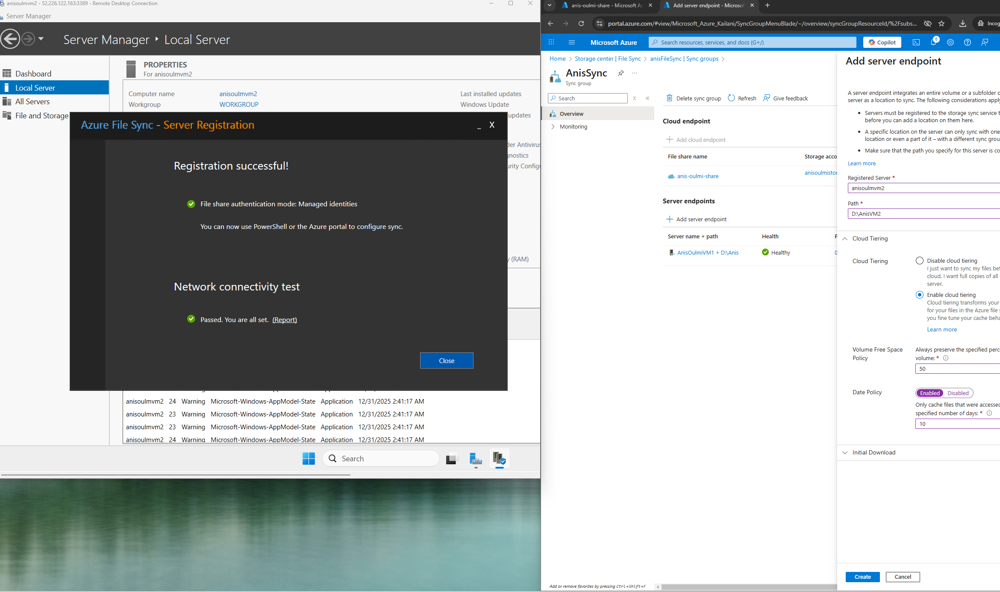 anisoulmvm2 - 52.226.122.163:3389 - Remote Desktop Connection
Server Manager
Server Manager ‣ Local Server
Dashboard
Local Server
All Servers
File and Storage
PROPERTIES
For anisoulmvm2
Computer name anisoulmvm2 Last installed updates
Workgroup WORKGROUP Windows Update
updates
Azure File Sync - Server Registration
_ X
Registration successful!
File share authentication mode: Managed identities
You can now use PowerShell or the Azure portal to configure sync.
Network connectivity test
Passed. You are all set. (Report)
Close
der Antivirus
gnostics
urity Config
y (RAM)
anisoulmvm2 24 Warning Microsoft-Windows-AppModel-State Application 12/31/2025 2:41:17 AM
anisoulmvm2 23 Warning Microsoft-Windows-AppModel-State Application 12/31/2025 2:41:17 AM
anisoulmvm2 23 Warning Microsoft-Windows-AppModel-State Application 12/31/2025 2:41:17 AM
anisoulmvm2 24 Warning Microsoft-Windows-AppModel-State Application 12/31/2025 2:41:17 AM
Search
anis-oulmi-share - Microsoft Az
Add server endpoint - Microsof
portal.azure.com/#view/Microsoft_Azure_Kailani/SyncGroupMenuBlade/~/overview/syncGroupResourceId/%2Fsubs...
Incog
Microsoft Azure
Search resources, services, and docs (G+/)
Copilot
6
Home > Storage center | File Sync > anisFileSync | Sync groups >
AnisSync
Sync group
Search
Overview
Monitoring
Delete sync group Refresh Give feedback
Cloud endpoint
Add cloud endpoint
File share name Storage acco
anis-oulmi-share anisoulmistor
Server endpoints
Add server endpoint
Server name + path Health P
AnisOulmiVM1 + D:\Anis Healthy 0
Add or remove favorites by pressing Ctrl+Shift+F
Add server endpoint
A server endpoint integrates an entire volume or a subfolder o
server as a location to sync. The following considerations apply
• Servers must be registered to the storage sync service t
before you can add a location on them here.
• A specific location on the server can only sync with one
location or even a part of it – with a different sync grou
• Make sure that the path you specify for this server is co
Learn more
Registered Server *
anisoulmvm2
Path *
D:\AnisVM2
Cloud Tiering
Cloud Tiering
Disable cloud tiering
I just want to sync my files bet
cloud. I want full copies of all
server.
Enable cloud tiering
Cloud tiering transforms your
for your files in the Azure file s
you fine tune your cache beha
Learn more
Volume Free Space
Policy
Always preserve the specified perce
volume: *
50
Date Policy
Enabled Disabled
Only cache files that were accessed
specified number of days: *
10
Initial Download
Create
Cancel